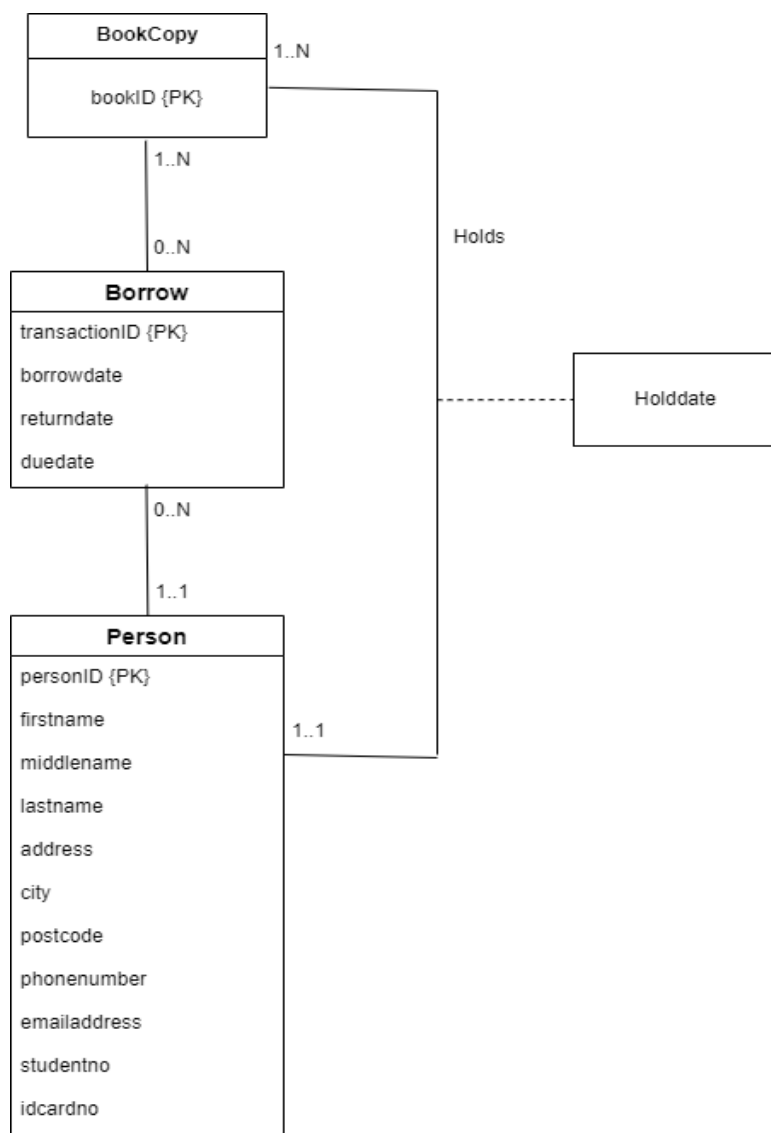 BookCopy
1..N
bookID {PK}
1..N
Holds
0..N
Borrow
transactionID {PK}
borrowdate
Holddate
returndate
duedate
0..N
1..1
Person
personID {PK}
firstname
1..1
middlename
lastname
address
city
postcode
phonenumber
emailaddress
studentno
idcardno